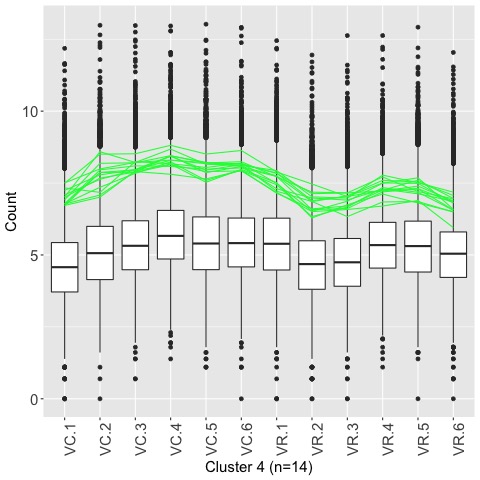 Count
10
5
0
VC.1
VC.2
VC.3
VC.4
VC.5
VC.6
VR.1
VR.2
VR.3
VR.4
VR.5
VR.6
Cluster 4 (n=14)